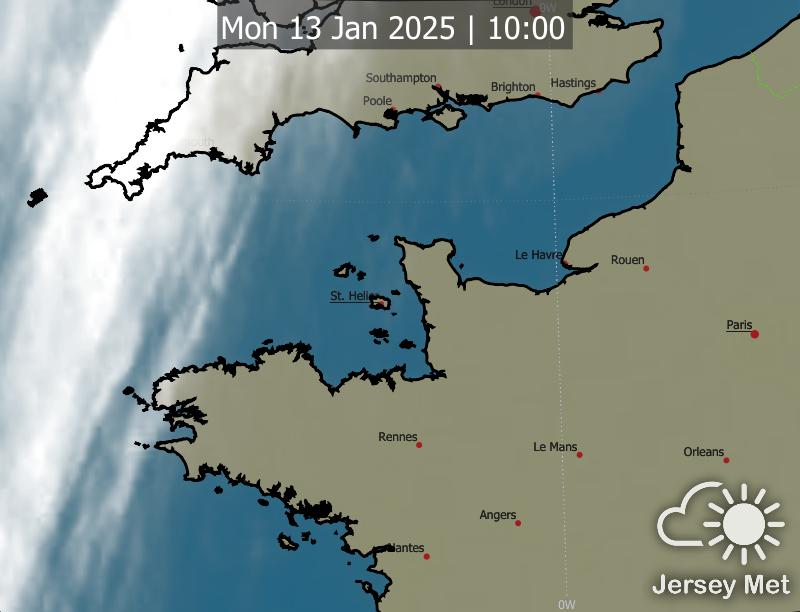 London
0W
Mon 13 Jan 2025 | 10:00
Southampton
Brighton
Hastings
Poole
Le Havre
Rouen
St. Helier
Paris
Rennes
Le Mans
Orleans
Angers
Nantes
Jersey Met
0W